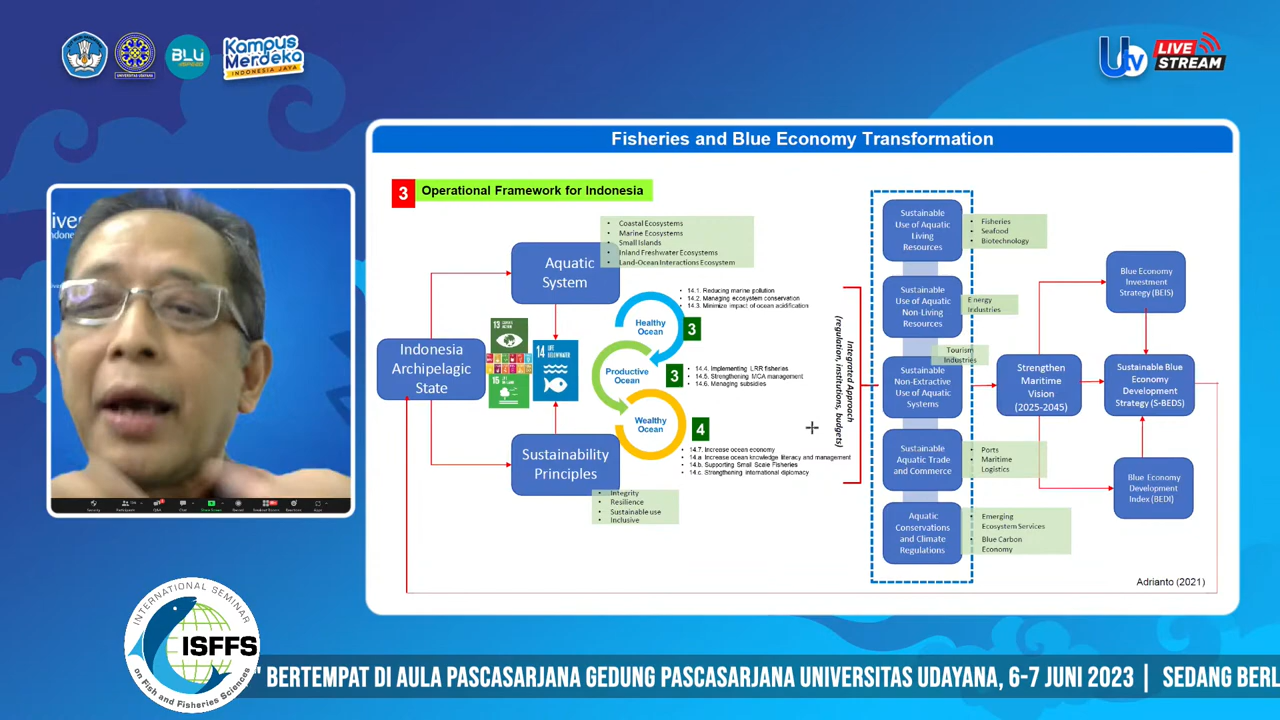 BLU
UNIVERSITAS UDAYANA
Kampus
Merdeka
INDONESIA JAYA
Utv
LIVE
STREAM
Fisheries and Blue Economy Transformation
3
Operational Framework for Indonesia
Indonesia
Archipelagic
State
Aquatic
System
• Coastal Ecosystems
• Marine Ecosystems
• Small Islands
• Inland Freshwater Ecosystems
• Land-Ocean Interactions Ecosystem
13
14
LIFE
BELOW WATER
15
Sustainability
Principles
• Integrity
• Resilience
• Sustainable use
• Inclusive
Healthy
Ocean
3
• 14.1. Reducing marine pollution
• 14.2. Managing ecosystem conservation
• 14.3. Minimize impact of ocean acidification
Productive
Ocean
3
• 14.4. Implementing LRR fisheries
• 14.5. Strengthening MCA management
• 14.6. Managing subsidies
Wealthy
Ocean
4
• 14.7. Increase ocean economy
• 14.a Increase ocean knowledge literacy and management
• 14.b. Supporting Small Scale Fisheries
• 14.c. Strengthening international diplomacy
Integrated Approach
(regulation, institutions, budgets)
Sustainable
Use of Aquatic
Living
Resources
• Fisheries
• Seafood
• Biotechnology
Sustainable
Use of Aquatic
Non-Living
Resources
Energy
Industries
Tourism
Industries
Sustainable
Non-Extractive
Use of Aquatic
Systems
Sustainable
Aquatic Trade
and Commerce
• Ports
• Maritime
Logistics
Aquatic
Conservations
and Climate
Regulations
• Emerging
Ecosystem Services
• Blue Carbon
Economy
Strengthen
Maritime
Vision
(2025-2045)
Blue Economy
Investment
Strategy (BEIS)
Sustainable Blue
Economy
Development
Strategy (S-BEDS)
Blue Economy
Development
Index (BEDI)
Adrianto (2021)
INTERNATIONAL SEMINAR
ISFFS
on Fish and Fisheries Sciences
" BERTEMPAT DI AULA PASCASARJANA GEDUNG PASCASARJANA UNIVERSITAS UDAYANA, 6-7 JUNI 2023 | SEDANG BERL